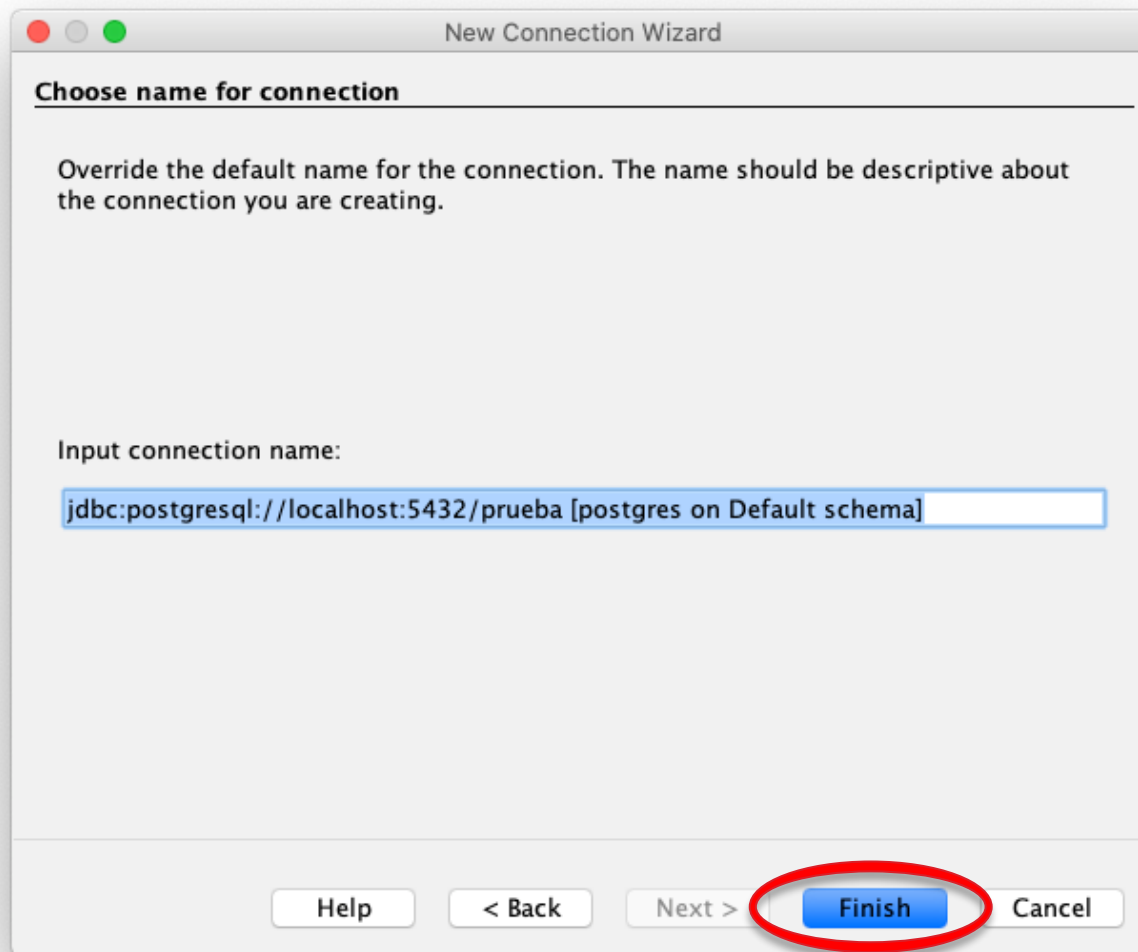 New Connection Wizard
Choose name for connection
Override the default name for the connection. The name should be descriptive about
the connection you are creating.
Input connection name:
jdbc:postgresql://localhost:5432/prueba [postgres on Default schema]
Help
< Back
Next >
Finish
Cancel